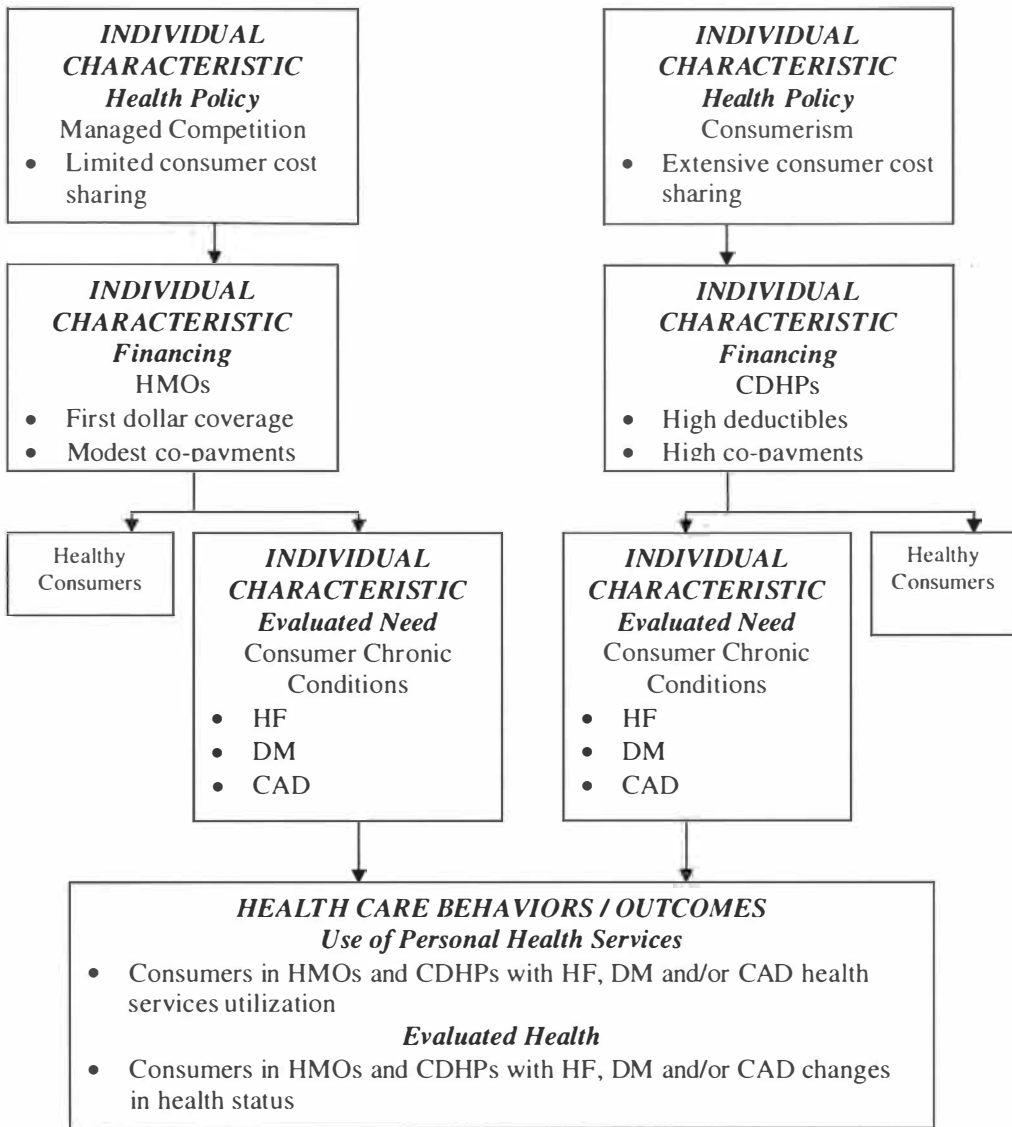 INDIVIDUAL
CHARACTERISTIC
Health Policy
Managed Competition
• Limited consumer cost
sharing
INDIVIDUAL
CHARACTERISTIC
Health Policy
Consumerism
• Extensive consumer cost
sharing
INDIVIDUAL
CHARACTERISTIC
Financing
HMOs
• First dollar coverage
• Modest co-payments
INDIVIDUAL
CHARACTERISTIC
Financing
CDHPs
• High deductibles
• High co-payments
Healthy
Consumers
INDIVIDUAL
CHARACTERISTIC
Evaluated Need
Consumer Chronic
Conditions
• HF
• DM
• CAD
INDIVIDUAL
CHARACTERISTIC
Evaluated Need
Consumer Chronic
Conditions
• HF
• DM
• CAD
Healthy
Consumers
HEALTH CARE BEHAVIORS / OUTCOMES
Use of Personal Health Services
• Consumers in HMOs and CDHPs with HF, DM and/or CAD health
services utilization
Evaluated Health
• Consumers in HMOs and CDHPs with HF, DM and/or CAD changes
in health status